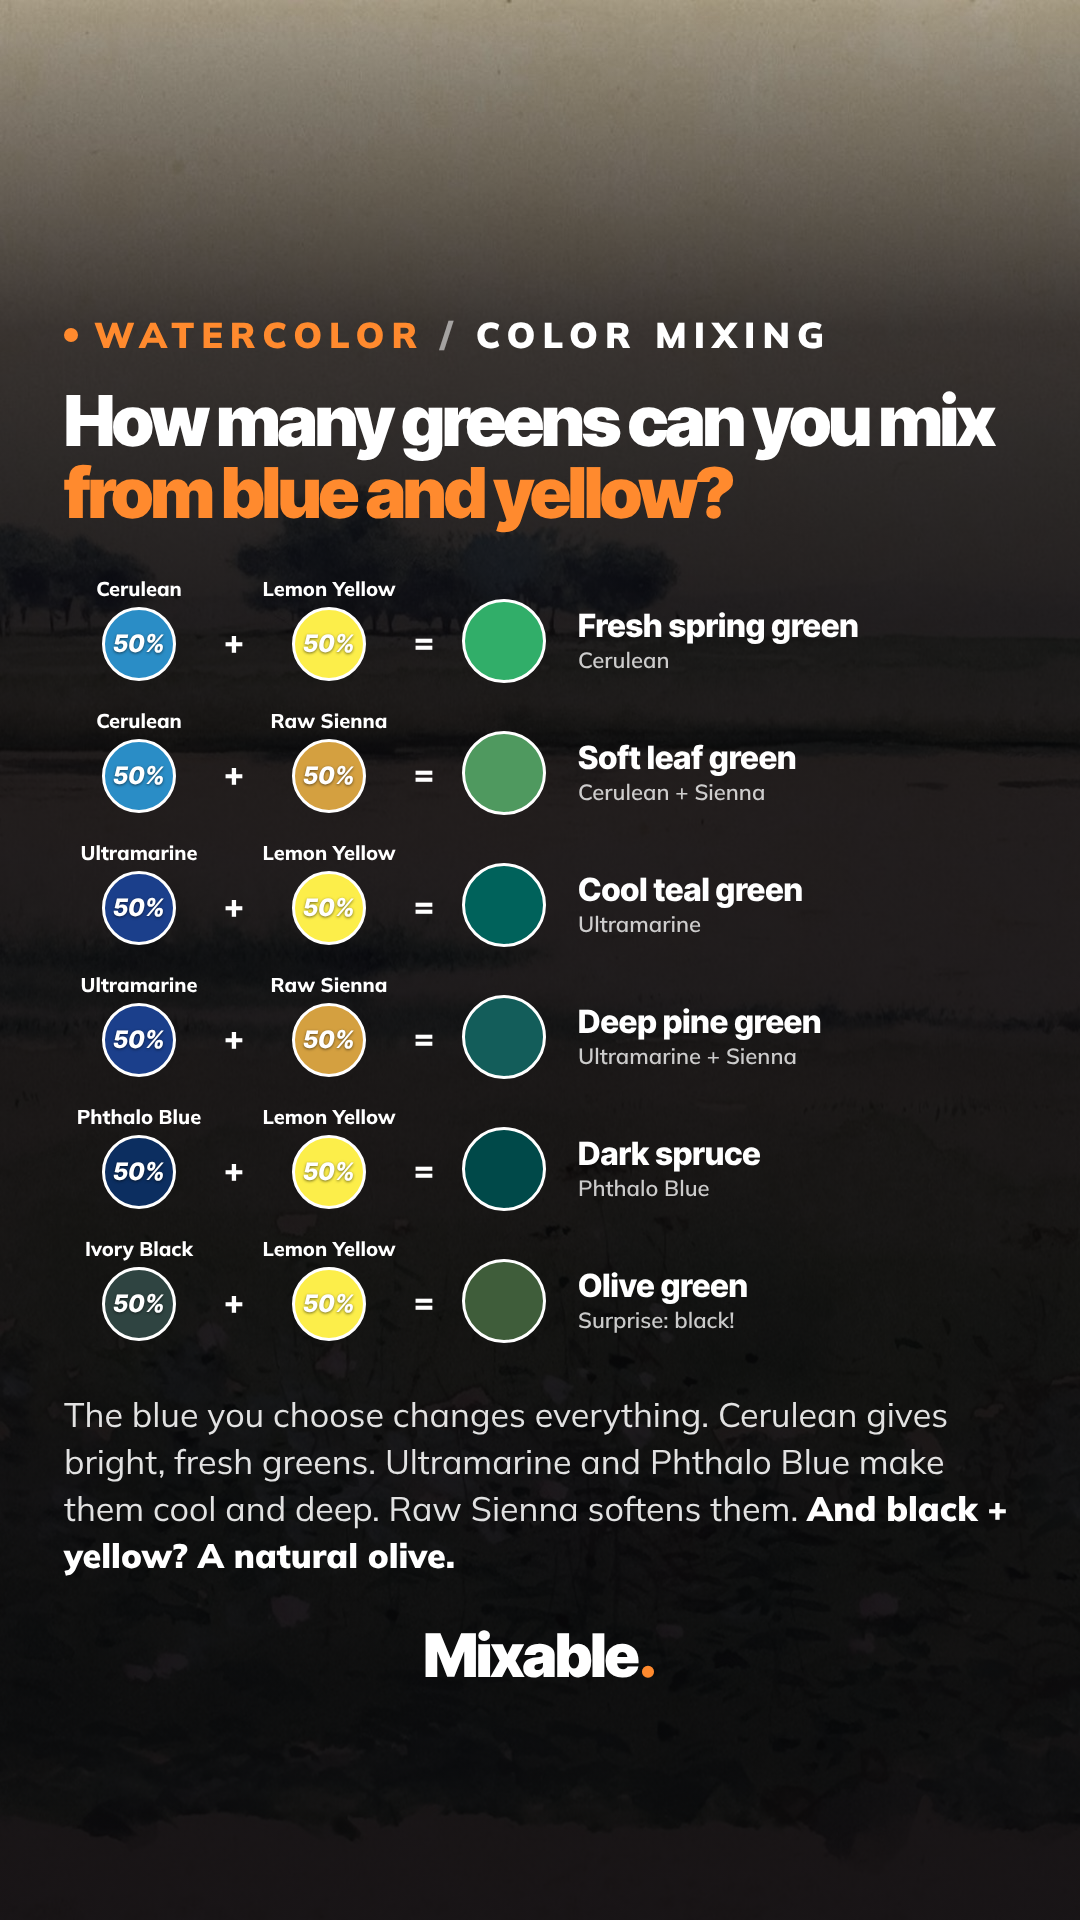 • WATERCOLOR / COLOR MIXING
How many greens can you mix
from blue and yellow?
Cerulean Lemon Yellow
50% + 50% = Fresh spring green
Cerulean
Cerulean Raw Sienna
50% + 50% = Soft leaf green
Cerulean + Sienna
Ultramarine Lemon Yellow
50% + 50% = Cool teal green
Ultramarine
Ultramarine Raw Sienna
50% + 50% = Deep pine green
Ultramarine + Sienna
Phthalo Blue Lemon Yellow
50% + 50% = Dark spruce
Phthalo Blue
Ivory Black Lemon Yellow
50% + 50% = Olive green
Surprise: black!
The blue you choose changes everything. Cerulean gives
bright, fresh greens. Ultramarine and Phthalo Blue make
them cool and deep. Raw Sienna softens them. And black +
yellow? A natural olive.
Mixable.